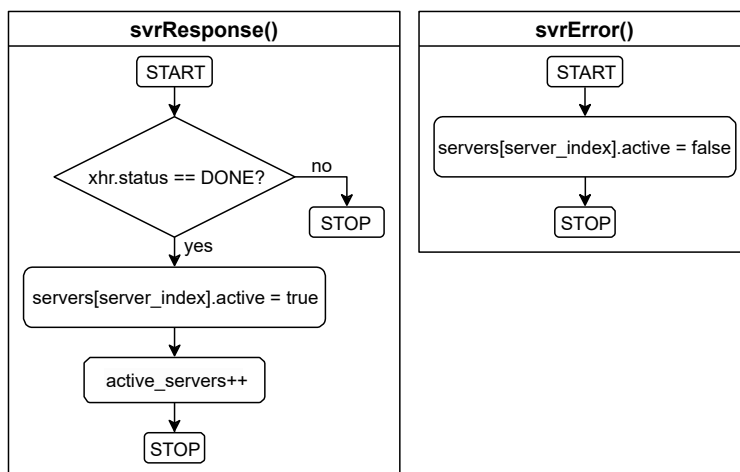 svrResponse()
START
xhr.status == DONE?
no
STOP
yes
servers[server_index].active = true
active_servers++
STOP
svrError()
START
servers[server_index].active = false
STOP